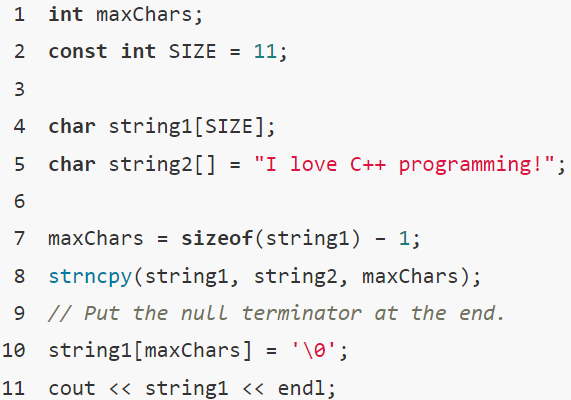 1 int maxChars;
2 const int SIZE = 11;
3
4 char string1[SIZE];
5 char string2[] = "I love C++ programming!";
6
7 maxChars = sizeof(string1) – 1;
8 strncpy(string1, string2, maxChars);
9 // Put the null terminator at the end.
10 string1[maxChars] = '\0';
11 cout << string1 << endl;